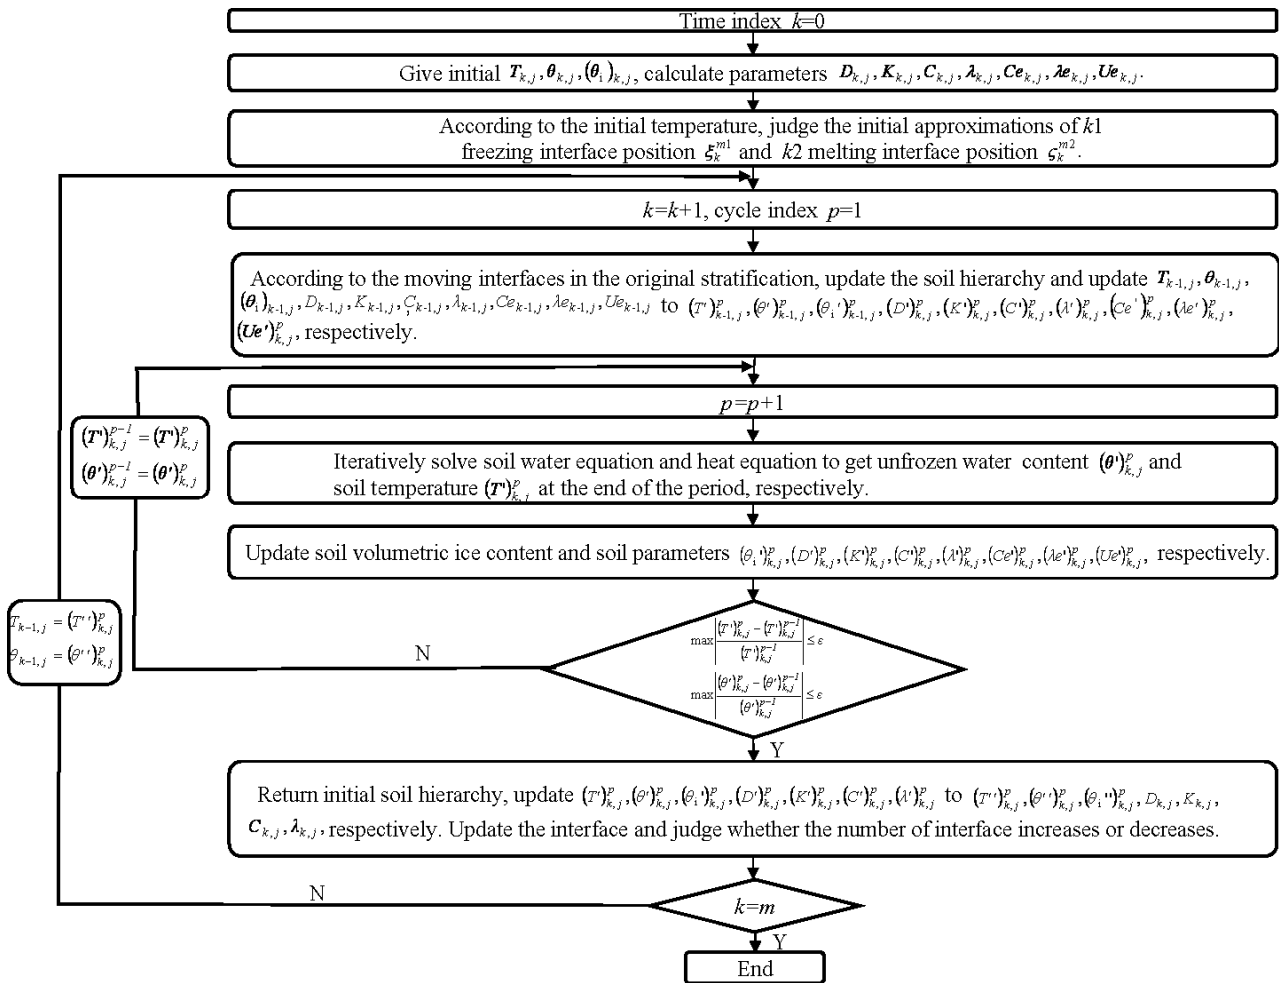 Time index k=0
Give initial T_{k,j}, θ_{k,j}, (θ_i)_{k,j}, calculate parameters D_{k,j}, K_{k,j}, C_{k,j}, λ_{k,j}, Ce_{k,j}, λe_{k,j}, Ue_{k,j}.
According to the initial temperature, judge the initial approximations of k1
freezing interface position ξ_k^{m1} and k2 melting interface position ς_k^{m2}.
k=k+1, cycle index p=1
According to the moving interfaces in the original stratification, update the soil hierarchy and update T_{k-1,j}, θ_{k-1,j},
(θ_i)_{k-1,j}, D_{k-1,j}, K_{k-1,j}, C_{k-1,j}, λ_{k-1,j}, Ce_{k-1,j}, λe_{k-1,j}, Ue_{k-1,j} to (T')^p_{k-1,j}, (θ')^p_{k-1,j}, (θ_i')^p_{k-1,j}, (D')^p_{k,j}, (K')^p_{k,j}, (C')^p_{k,j}, (λ')^p_{k,j}, (Ce')^p_{k,j}, (λe')^p_{k,j},
(Ue')^p_{k,j}, respectively.
p=p+1
(T')^{p-1}_{k,j} = (T')^p_{k,j}
(θ')^{p-1}_{k,j} = (θ')^p_{k,j}
Iteratively solve soil water equation and heat equation to get unfrozen water content (θ')^p_{k,j} and
soil temperature (T')^p_{k,j} at the end of the period, respectively.
Update soil volumetric ice content and soil parameters (θ_i')^p_{k,j}, (D')^p_{k,j}, (K')^p_{k,j}, (C')^p_{k,j}, (λ')^p_{k,j}, (Ce')^p_{k,j}, (λe')^p_{k,j}, (Ue')^p_{k,j}, respectively.
T_{k-1,j} = (T'')^p_{k,j}
θ_{k-1,j} = (θ'')^p_{k,j}
N
max|((T')^p_{k,j} − (T')^{p-1}_{k,j}) / (T')^{p-1}_{k,j}| ≤ ε
max|((θ')^p_{k,j} − (θ')^{p-1}_{k,j}) / (θ')^{p-1}_{k,j}| ≤ ε
Y
Return initial soil hierarchy, update (T')^p_{k,j}, (θ')^p_{k,j}, (θ_i')^p_{k,j}, (D')^p_{k,j}, (K')^p_{k,j}, (C')^p_{k,j}, (λ')^p_{k,j} to (T'')^p_{k,j}, (θ'')^p_{k,j}, (θ_i'')^p_{k,j}, D_{k,j}, K_{k,j},
C_{k,j}, λ_{k,j}, respectively. Update the interface and judge whether the number of interface increases or decreases.
N
k=m
Y
End